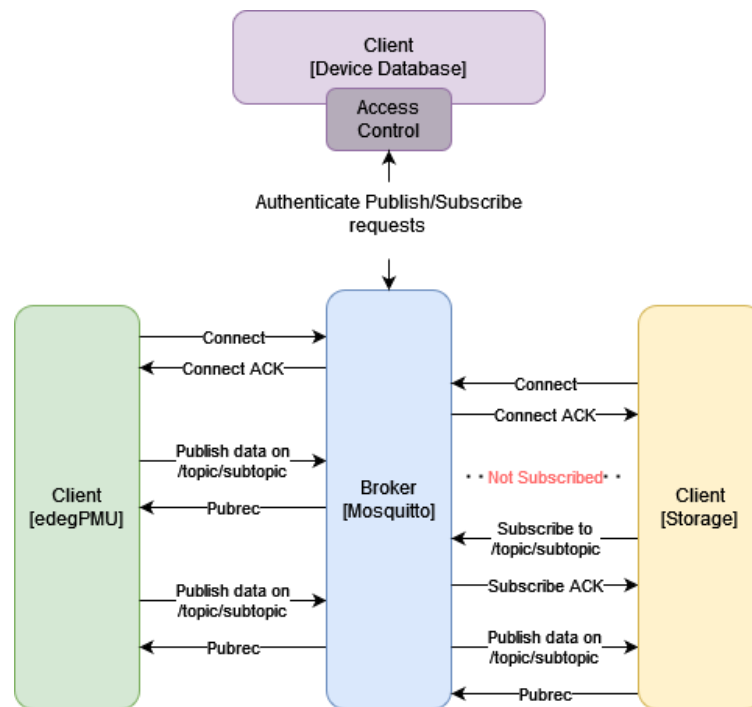 Client
[Device Database]
Access
Control
Authenticate Publish/Subscribe
requests
Connect
Connect ACK
Connect
Connect ACK
Publish data on
/topic/subtopic
Not Subscribed
Client
[edegPMU]
Broker
[Mosquitto]
Client
[Storage]
Pubrec
Subscribe to
/topic/subtopic
Publish data on
/topic/subtopic
Subscribe ACK
Pubrec
Publish data on
/topic/subtopic
Pubrec